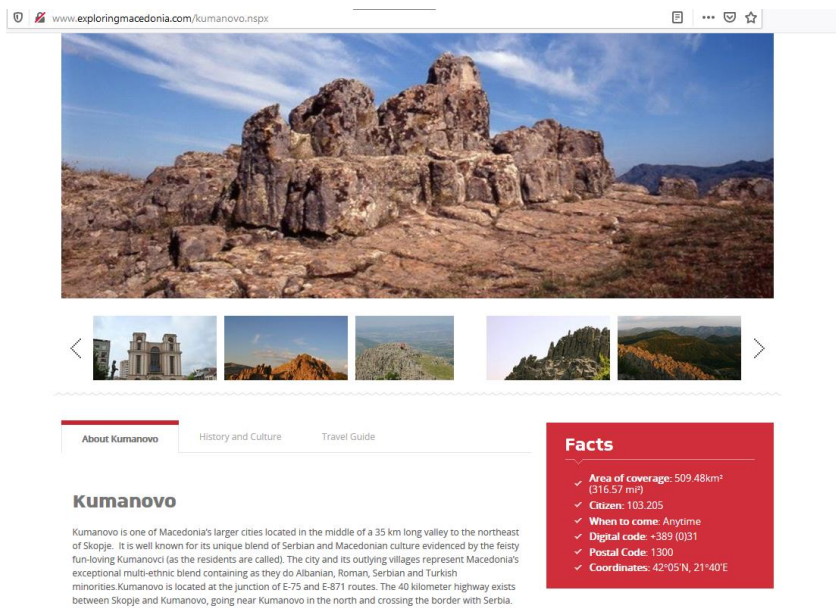 www.exploringmacedonia.com/kumanovo.nspx
About Kumanovo
History and Culture
Travel Guide
Kumanovo
Kumanovo is one of Macedonia's larger cities located in the middle of a 35 km long valley to the northeast
of Skopje. It is well known for its unique blend of Serbian and Macedonian culture evidenced by the feisty
fun-loving Kumanovci (as the residents are called). The city and its outlying villages represent Macedonia's
exceptional multi-ethnic blend containing as they do Albanian, Roman, Serbian and Turkish
minorities.Kumanovo is located at the junction of E-75 and E-871 routes. The 40 kilometer highway exists
between Skopje and Kumanovo, going near Kumanovo in the north and crossing the border with Serbia.
Facts
Area of coverage: 509.48km²
(316.57 mi²)
Citizen: 103.205
When to come: Anytime
Digital code: +389 (0)31
Postal Code: 1300
Coordinates: 42°05'N, 21°40'E